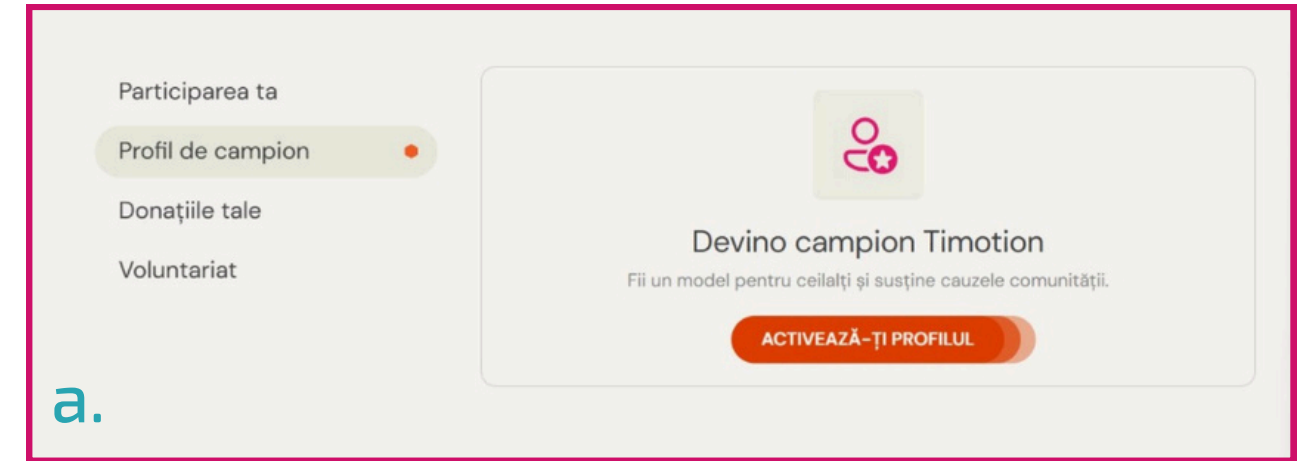 Participarea ta
Profil de campion
Donațiile tale
Voluntariat
Devino campion Timotion
Fii un model pentru ceilalți și susține cauzele comunității.
ACTIVEAZĂ-ȚI PROFILUL
a.